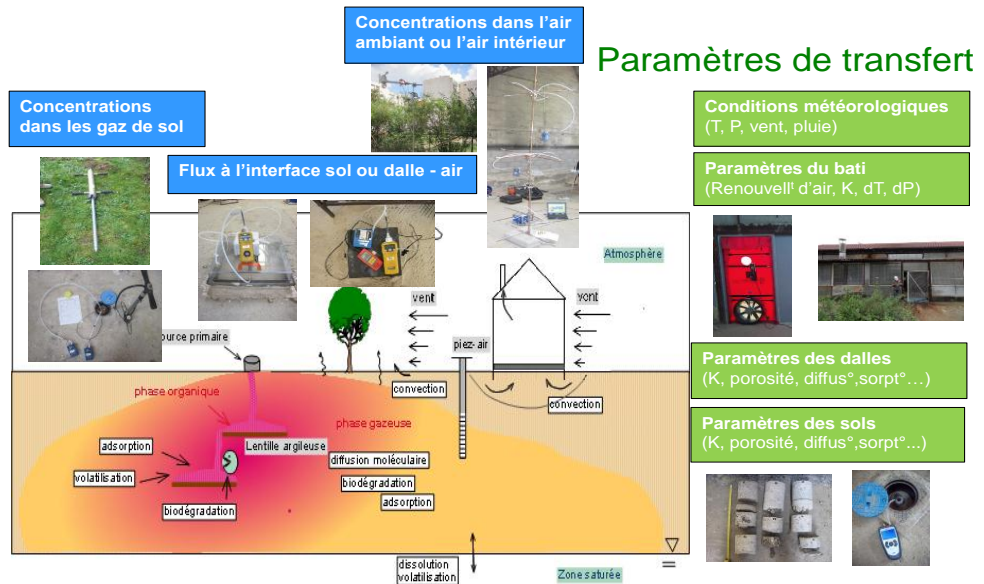 Concentrations dans l'air
ambiant ou l'air intérieur
Paramètres de transfert
Concentrations
dans les gaz de sol
Flux à l'interface sol ou dalle - air
Conditions météorologiques
(T, P, vent, pluie)
Paramètres du bati
(Renouvellᵗ d'air, K, dT, dP)
Atmosphère
vent
vent
ource primaire
piez-air
convection
convection
phase organique
phase gazeuse
Lentille argileuse
adsorption
volatilisation
biodégradation
diffusion moléculaire
biodégradation
adsorption
Paramètres des dalles
(K, porosité, diffus°,sorpt°…)
Paramètres des sols
(K, porosité, diffus°,sorpt°...)
dissolution
volatilisation
Zone saturée